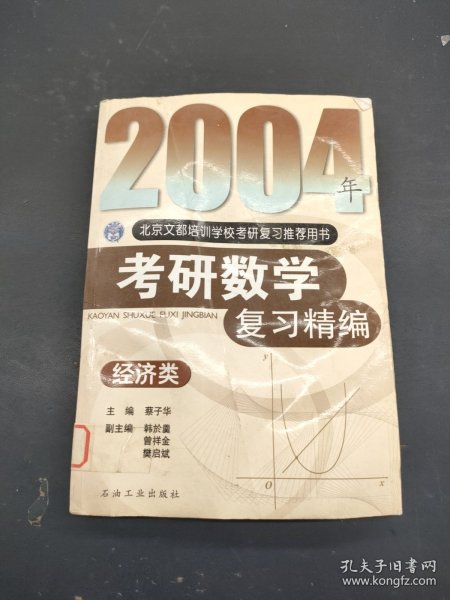 2004年
北京文都培训学校考研复习推荐用书
考研数学
KAOYAN SHUXUE FUXI JINGBIAN
复习精编
经济类
主编 蔡子华
副主编 韩於羹
曾祥金
樊启斌
y
O
x
石油工业出版社
孔夫子旧书网
www.kongfz.com